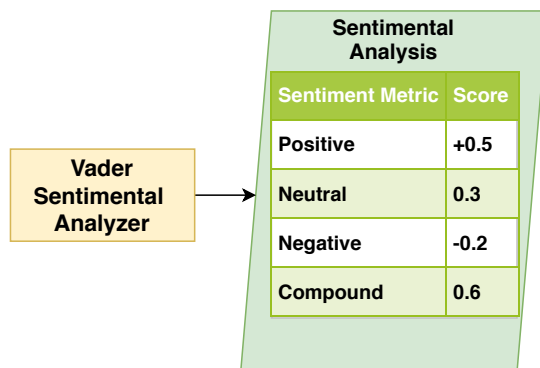 Sentimental
Analysis
Sentiment Metric Score
Positive +0.5
Neutral 0.3
Negative -0.2
Compound 0.6
Vader
Sentimental
Analyzer